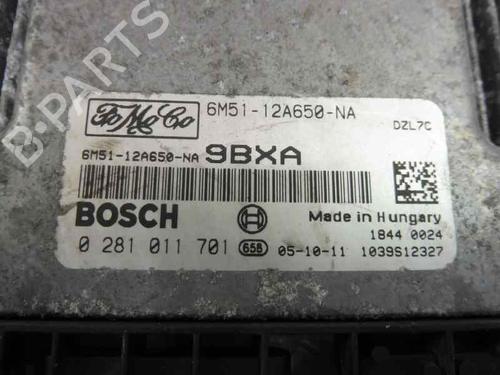 B-PARTS
FoMoCo
6M51-12A650-NA
DZL7C
6M51-12A650-NA 9BXA
BOSCH
Made in Hungary
1844 0024
0 281 011 701 658 05-10-11 1039S12327